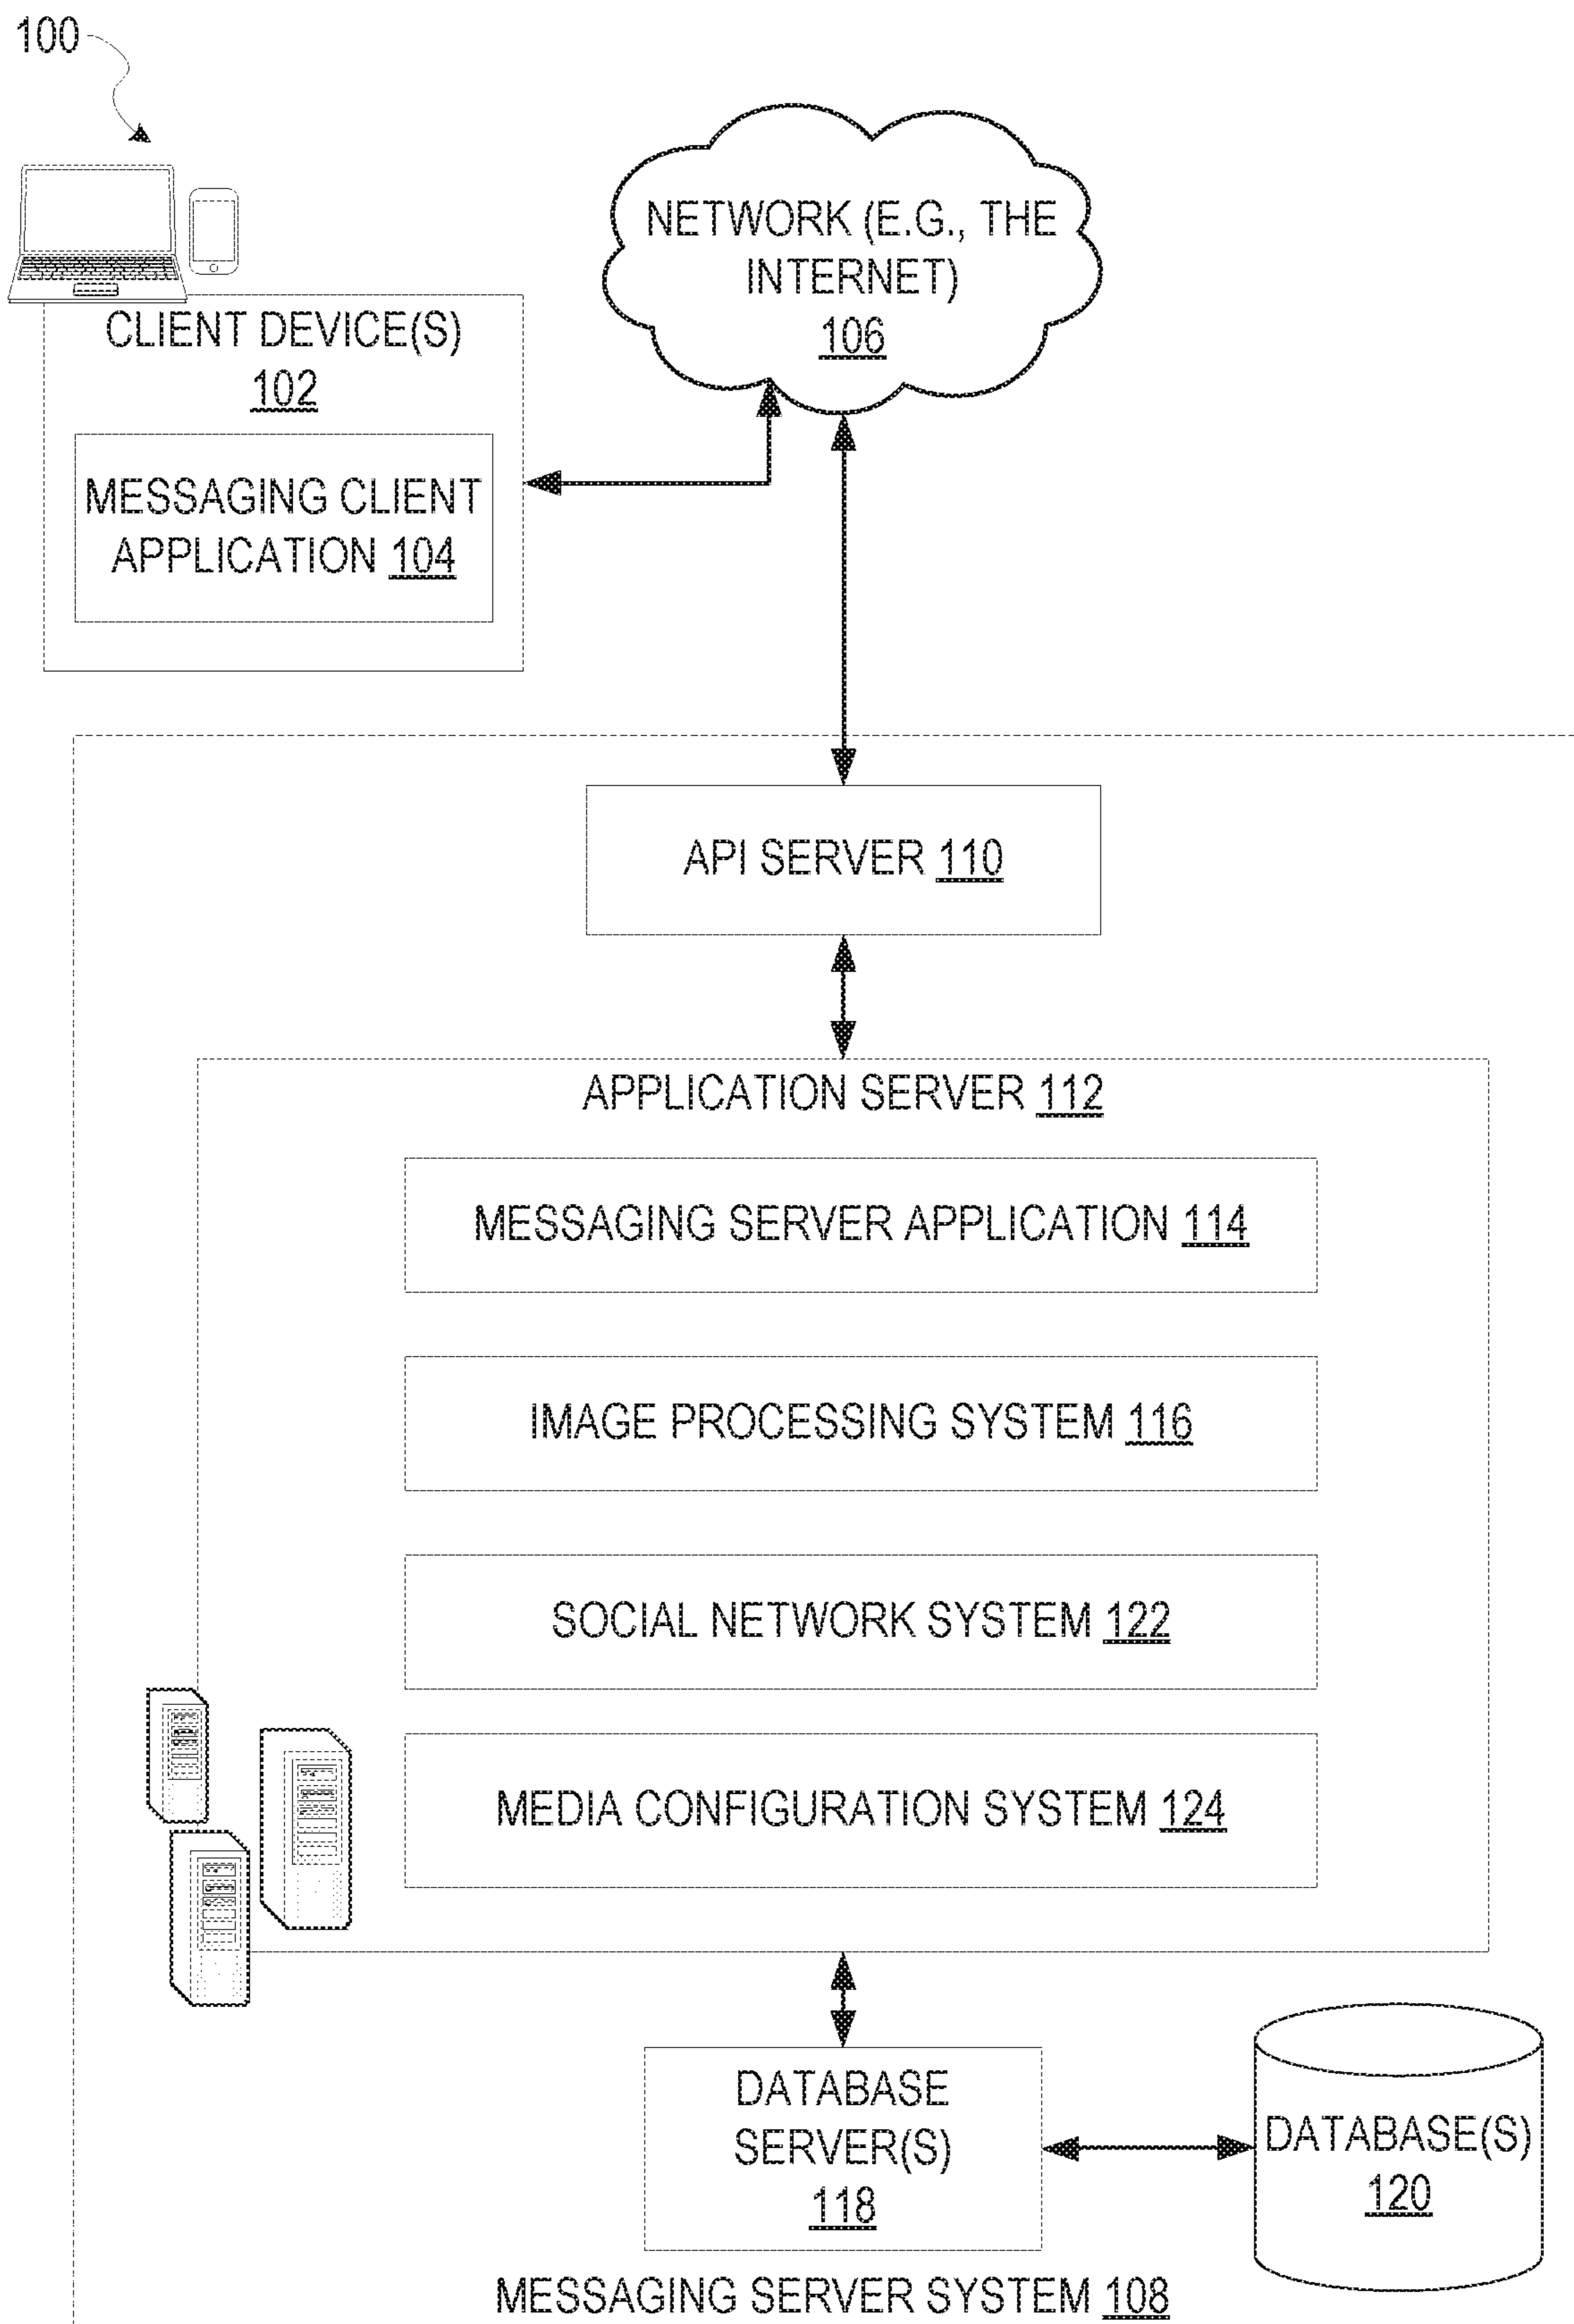 100
NETWORK (E.G., THE
INTERNET)
106
CLIENT DEVICE(S)
102
MESSAGING CLIENT
APPLICATION 104
API SERVER 110
APPLICATION SERVER 112
MESSAGING SERVER APPLICATION 114
IMAGE PROCESSING SYSTEM 116
SOCIAL NETWORK SYSTEM 122
MEDIA CONFIGURATION SYSTEM 124
DATABASE
SERVER(S)
118
DATABASE(S)
120
MESSAGING SERVER SYSTEM 108